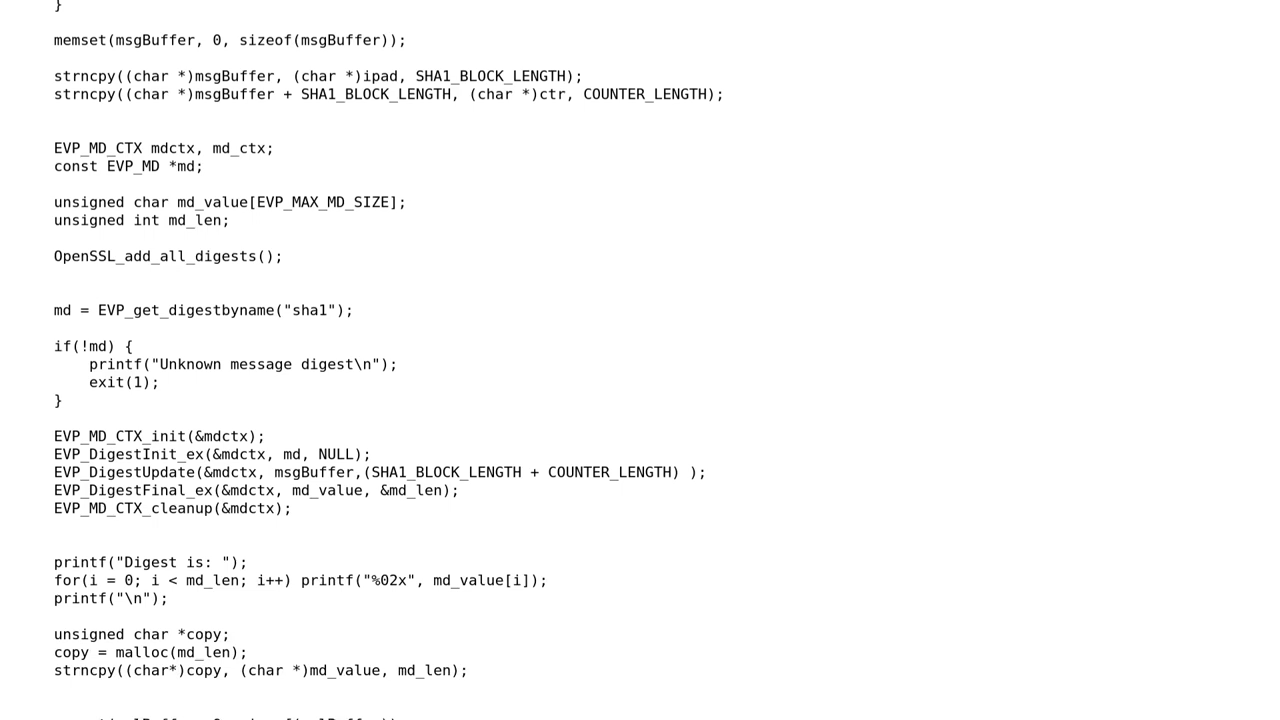 }
memset(msgBuffer, 0, sizeof(msgBuffer));
strncpy((char *)msgBuffer, (char *)ipad, SHA1_BLOCK_LENGTH);
strncpy((char *)msgBuffer + SHA1_BLOCK_LENGTH, (char *)ctr, COUNTER_LENGTH);
EVP_MD_CTX mdctx, md_ctx;
const EVP_MD *md;
unsigned char md_value[EVP_MAX_MD_SIZE];
unsigned int md_len;
OpenSSL_add_all_digests();
md = EVP_get_digestbyname("sha1");
if(!md) {
    printf("Unknown message digest\n");
    exit(1);
}
EVP_MD_CTX_init(&mdctx);
EVP_DigestInit_ex(&mdctx, md, NULL);
EVP_DigestUpdate(&mdctx, msgBuffer,(SHA1_BLOCK_LENGTH + COUNTER_LENGTH) );
EVP_DigestFinal_ex(&mdctx, md_value, &md_len);
EVP_MD_CTX_cleanup(&mdctx);
printf("Digest is: ");
for(i = 0; i < md_len; i++) printf("%02x", md_value[i]);
printf("\n");
unsigned char *copy;
copy = malloc(md_len);
strncpy((char*)copy, (char *)md_value, md_len);